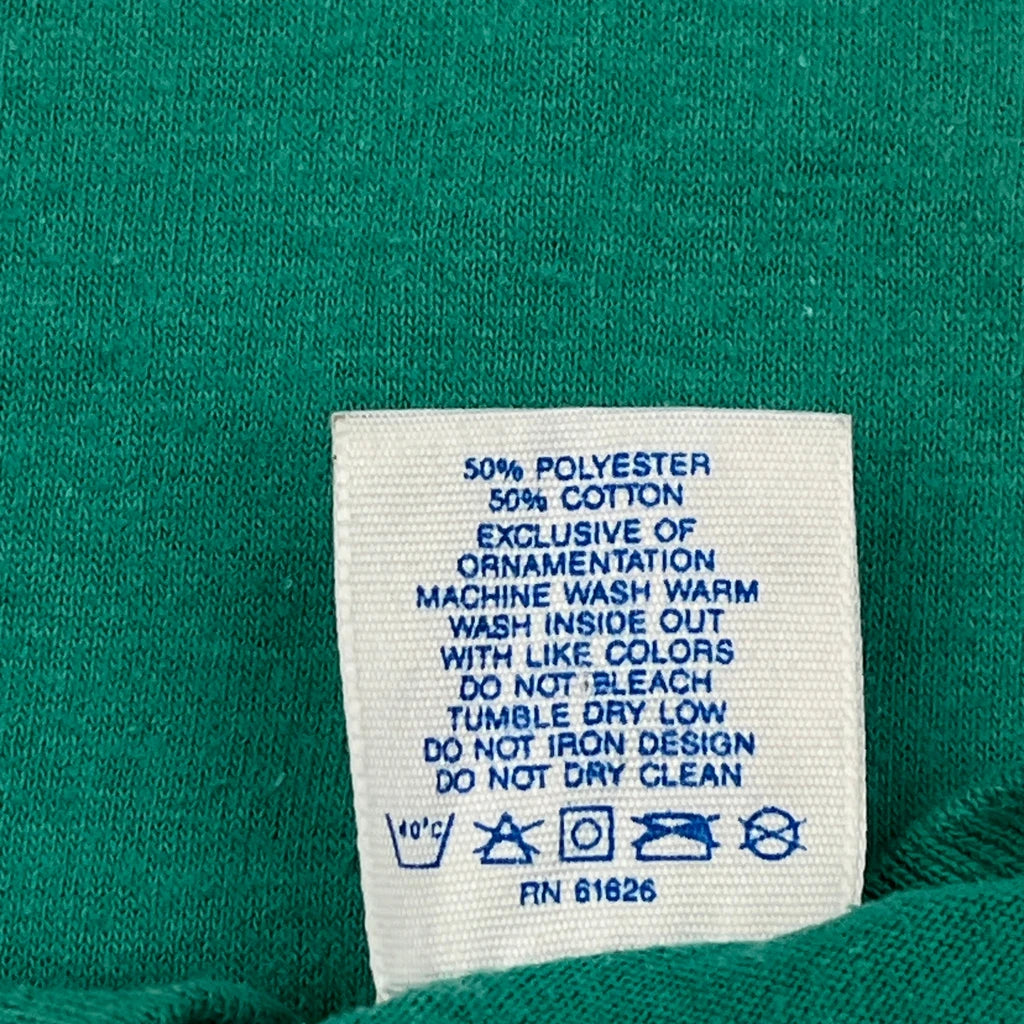 50% POLYESTER
50% COTTON
EXCLUSIVE OF
ORNAMENTATION
MACHINE WASH WARM
WASH INSIDE OUT
WITH LIKE COLORS
DO NOT BLEACH
TUMBLE DRY LOW
DO NOT IRON DESIGN
DO NOT DRY CLEAN
40°C
RN 61626